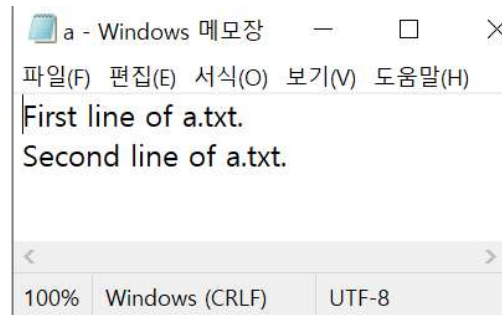 a - Windows 메모장
파일(F) 편집(E) 서식(O) 보기(V) 도움말(H)
First line of a.txt.
Second line of a.txt.
100% Windows (CRLF) UTF-8